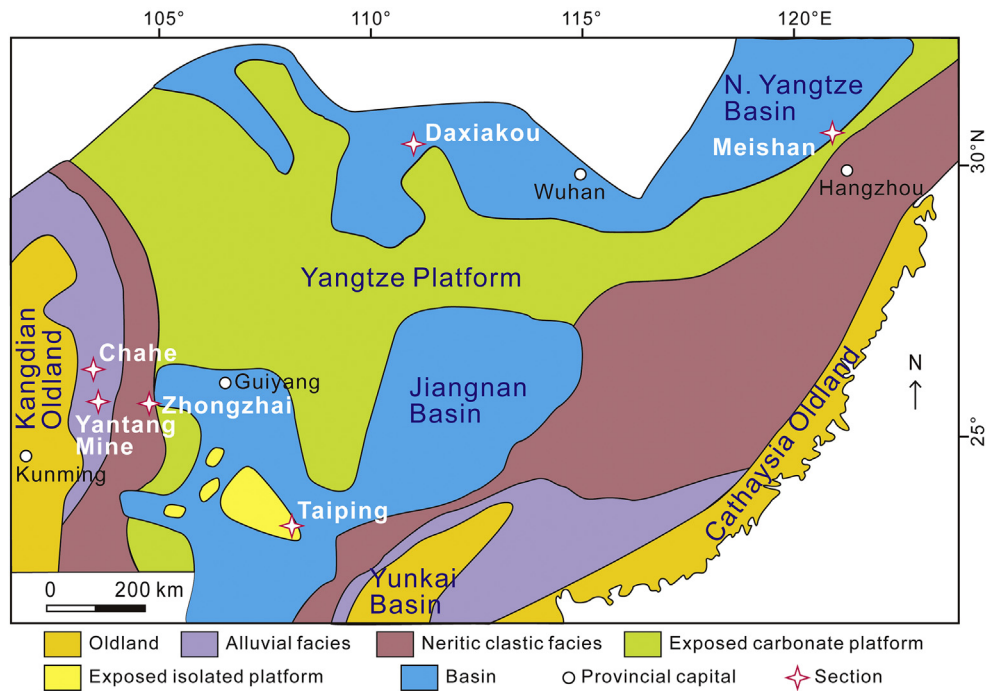 105°
110°
115°
120°E
N. Yangtze
Basin
Daxiakou
Meishan
30°N
Wuhan
Hangzhou
Yangtze Platform
Kangdian
Oldland
Chahe
Guiyang
Jiangnan
Basin
N
Zhongzhai
Yantang
Mine
Cathaysia Oldland
25°
Kunming
Taiping
Yunkai
Basin
0 200 km
Oldland
Alluvial facies
Neritic clastic facies
Exposed carbonate platform
Exposed isolated platform
Basin
Provincial capital
Section